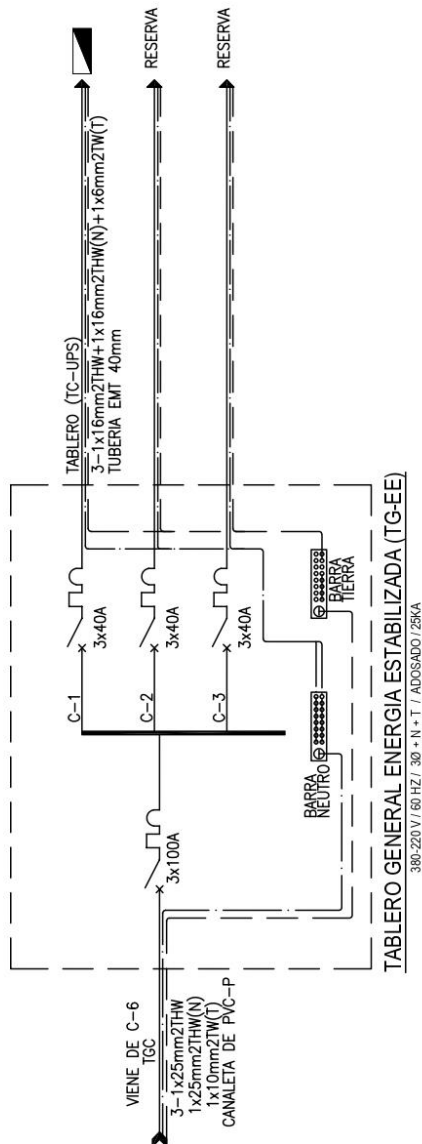 VIENE DE C-6
TGC
3-1x25mm2THW
1x25mm2THW(N)
1x10mm2TW(T)
CANALETA DE PVC-P
3x100A
C-1
3x40A
C-2
3x40A
C-3
3x40A
BARRA
NEUTRO
BARRA
TIERRA
TABLERO (TC-UPS)
3-1x16mm2THW+1x16mm2THW(N)+1x6mm2TW(T)
TUBERIA EMT 40mm
RESERVA
RESERVA
TABLERO GENERAL ENERGIA ESTABILIZADA (TG-EE)
380-220 V / 60 HZ / 3Ø + N + T / ADOSADO / 25KA